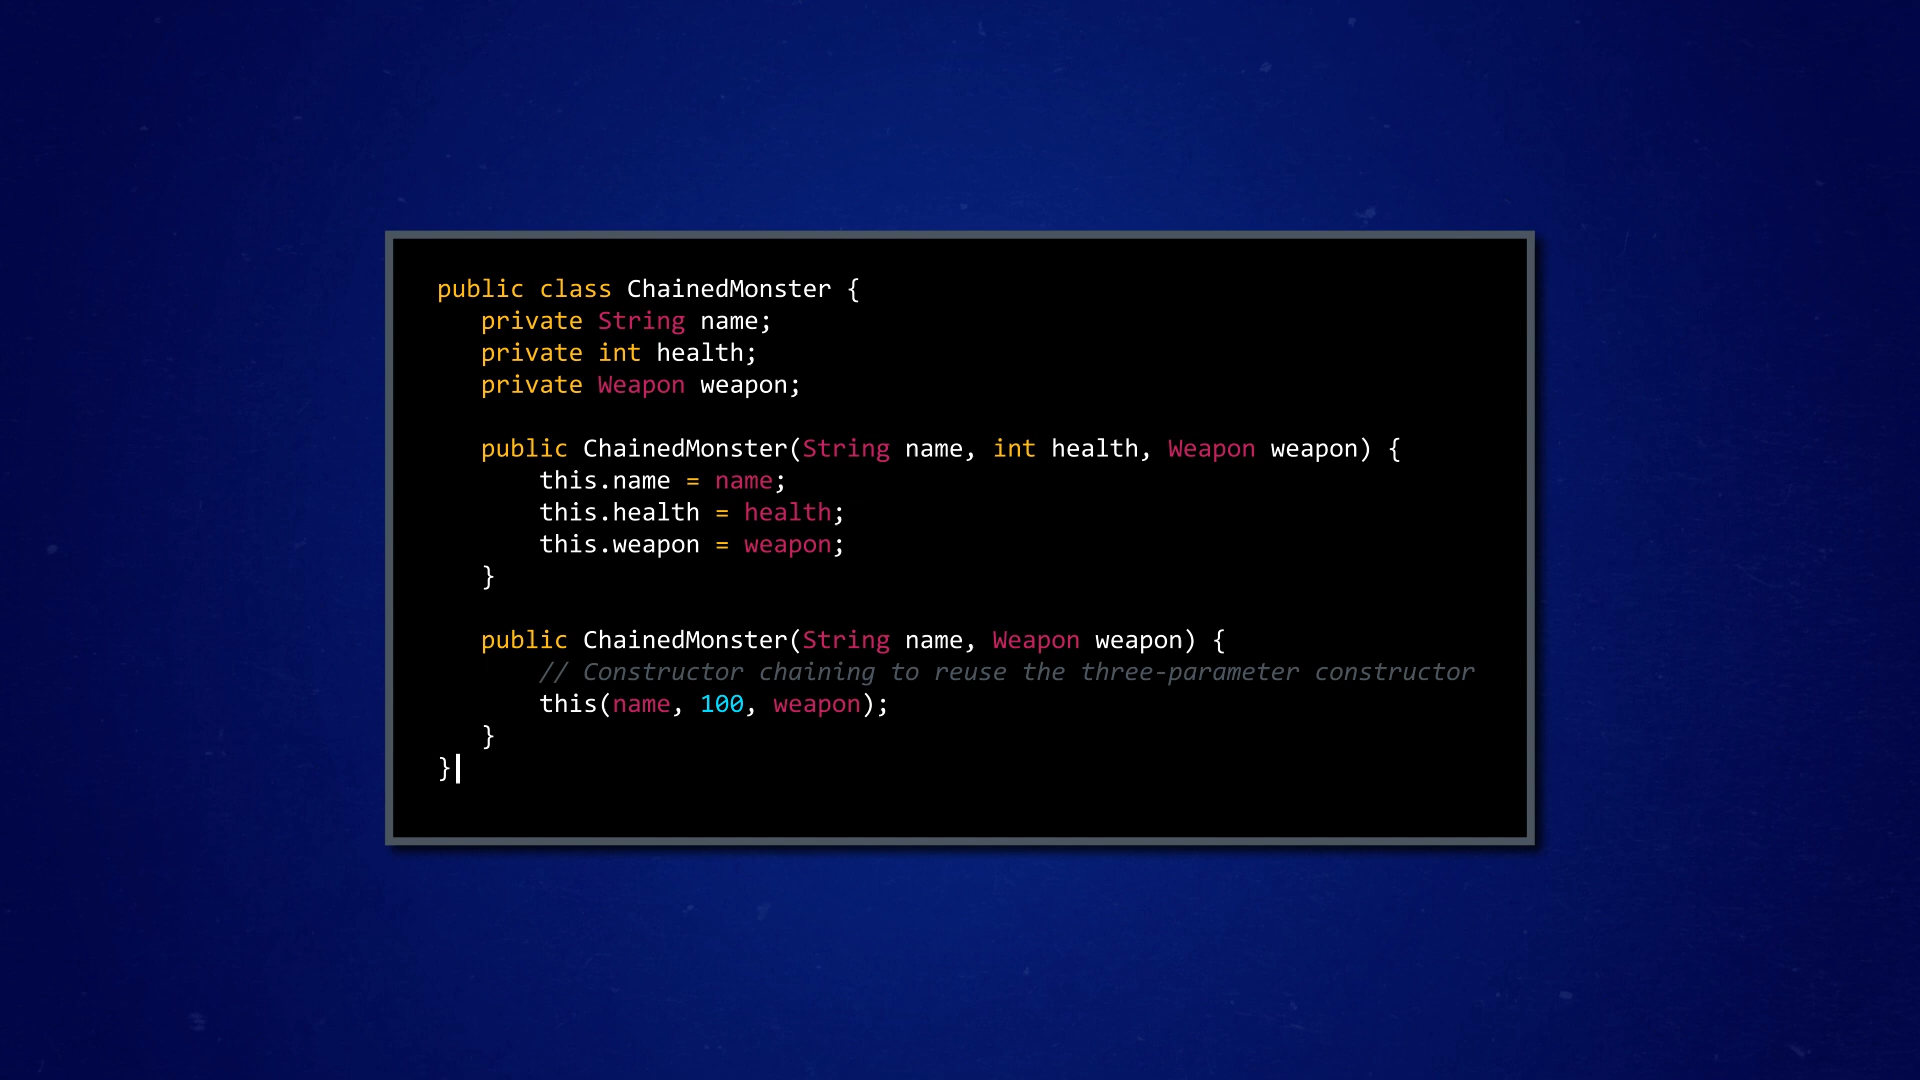 public class ChainedMonster {
private String name;
private int health;
private Weapon weapon;
public ChainedMonster(String name, int health, Weapon weapon) {
this.name = name;
this.health = health;
this.weapon = weapon;
}
public ChainedMonster(String name, Weapon weapon) {
// Constructor chaining to reuse the three-parameter constructor
this(name, 100, weapon);
}
}